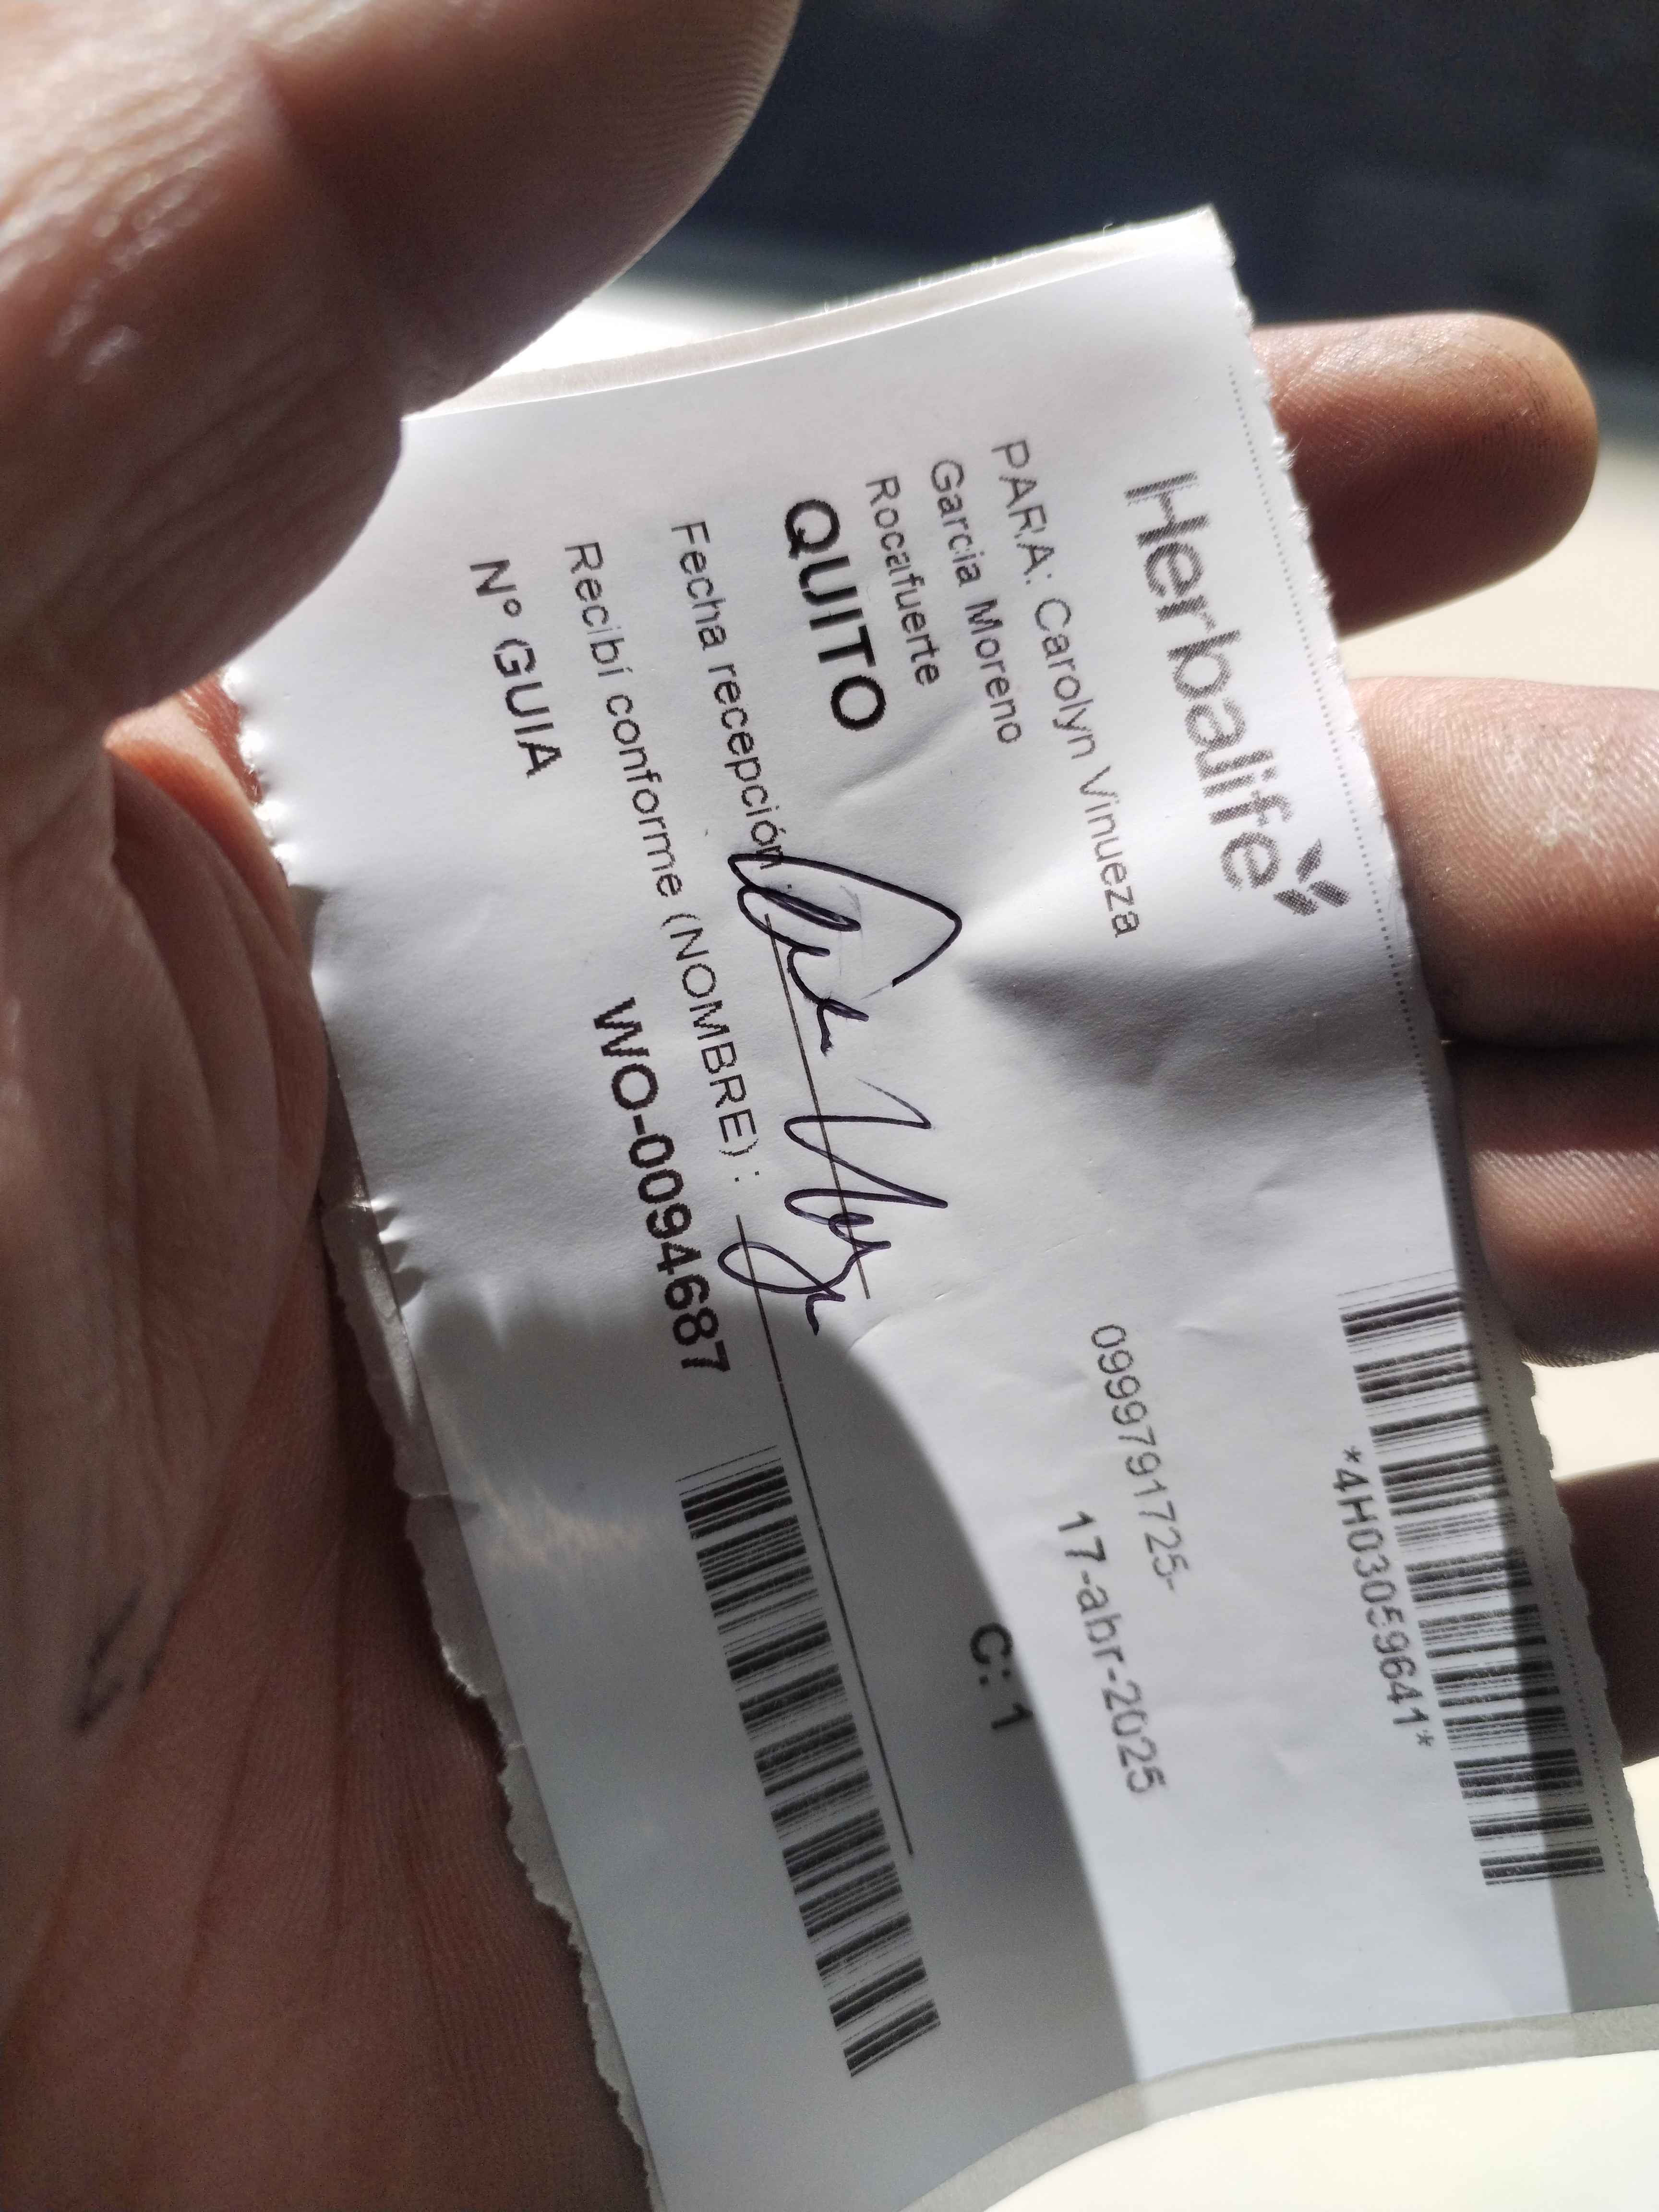 Herbalife
*4H03059641*
PARA: Carolyn Vinueza
0999791725-
Garcia Moreno
17-abr-2025
Rocafuerte
QUITO
C: 1
Fecha recepción:
Recibí conforme (NOMBRE) :
Nº GUIA
WO-0094687